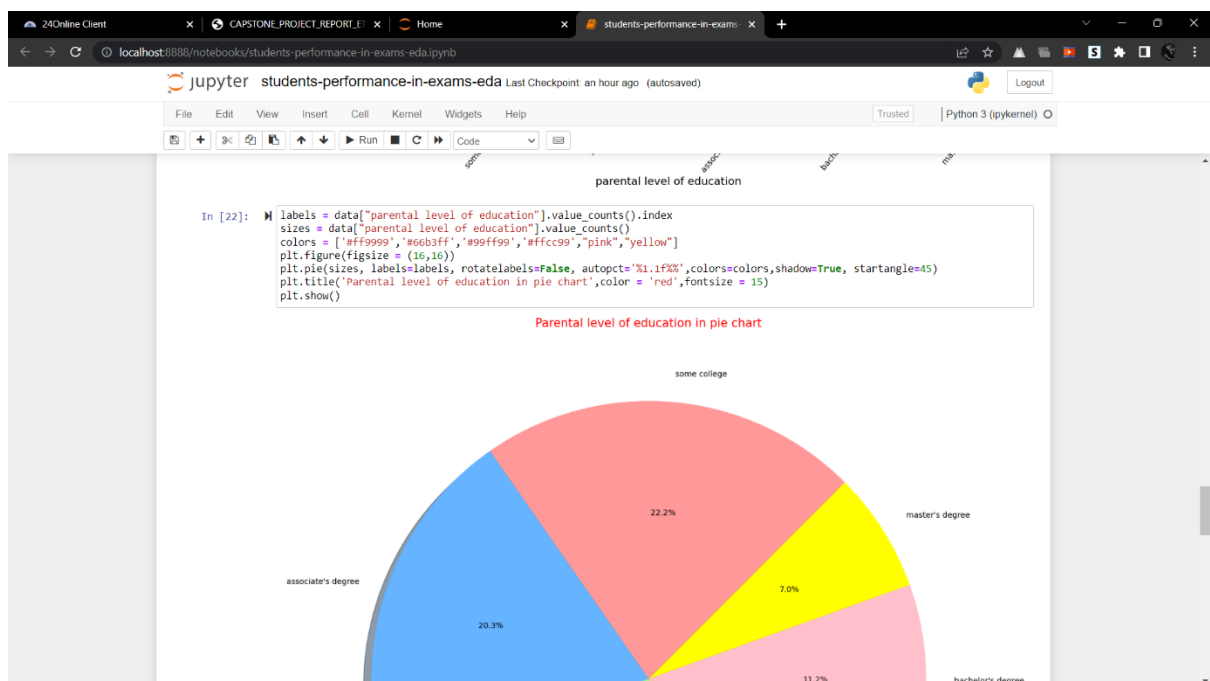 24Online Client
CAPSTONE_PROJECT_REPORT_E
Home
students-performance-in-exams-
localhost:8888/notebooks/students-performance-in-exams-eda.ipynb
jupyter students-performance-in-exams-eda Last Checkpoint: an hour ago (autosaved)
Logout
File Edit View Insert Cell Kernel Widgets Help
Trusted
Python 3 (ipykernel)
Run
Code
parental level of education
In [22]:
labels = data["parental level of education"].value_counts().index
sizes = data["parental level of education"].value_counts()
colors = ['#ff9999','#66b3ff','#99ff99','#ffcc99',"pink","yellow"]
plt.figure(figsize = (16,16))
plt.pie(sizes, labels=labels, rotatelabels=False, autopct='%1.1f%%',colors=colors,shadow=True, startangle=45)
plt.title('Parental level of education in pie chart',color = 'red',fontsize = 15)
plt.show()
Parental level of education in pie chart
some college
22.2%
master's degree
7.0%
associate's degree
20.3%
11.2%
bachelor's degree